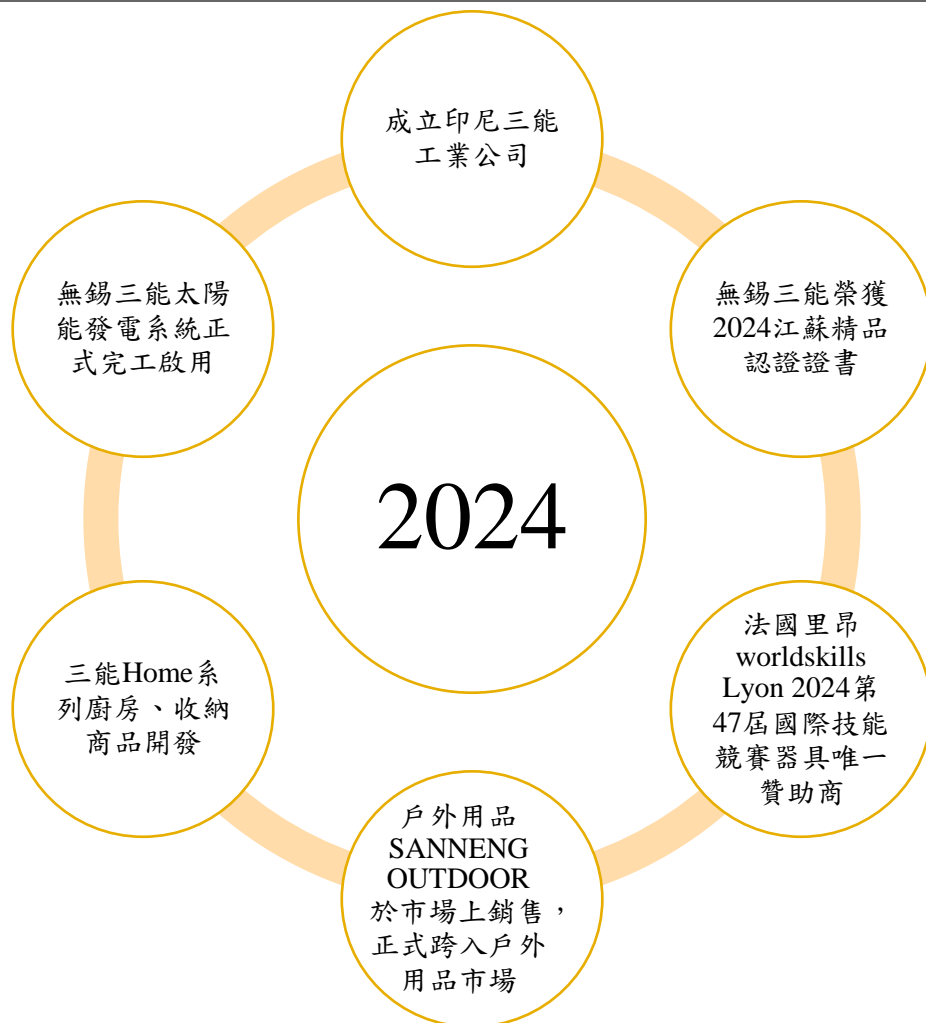 成立印尼三能
工業公司
無錫三能太陽
能發電系統正
式完工啟用
無錫三能榮獲
2024江蘇精品
認證證書
2024
三能Home系
列廚房、收納
商品開發
法國里昂
worldskills
Lyon 2024第
47屆國際技能
競賽器具唯一
贊助商
戶外用品
SANNENG
OUTDOOR
於市場上銷售，
正式跨入戶外
用品市場